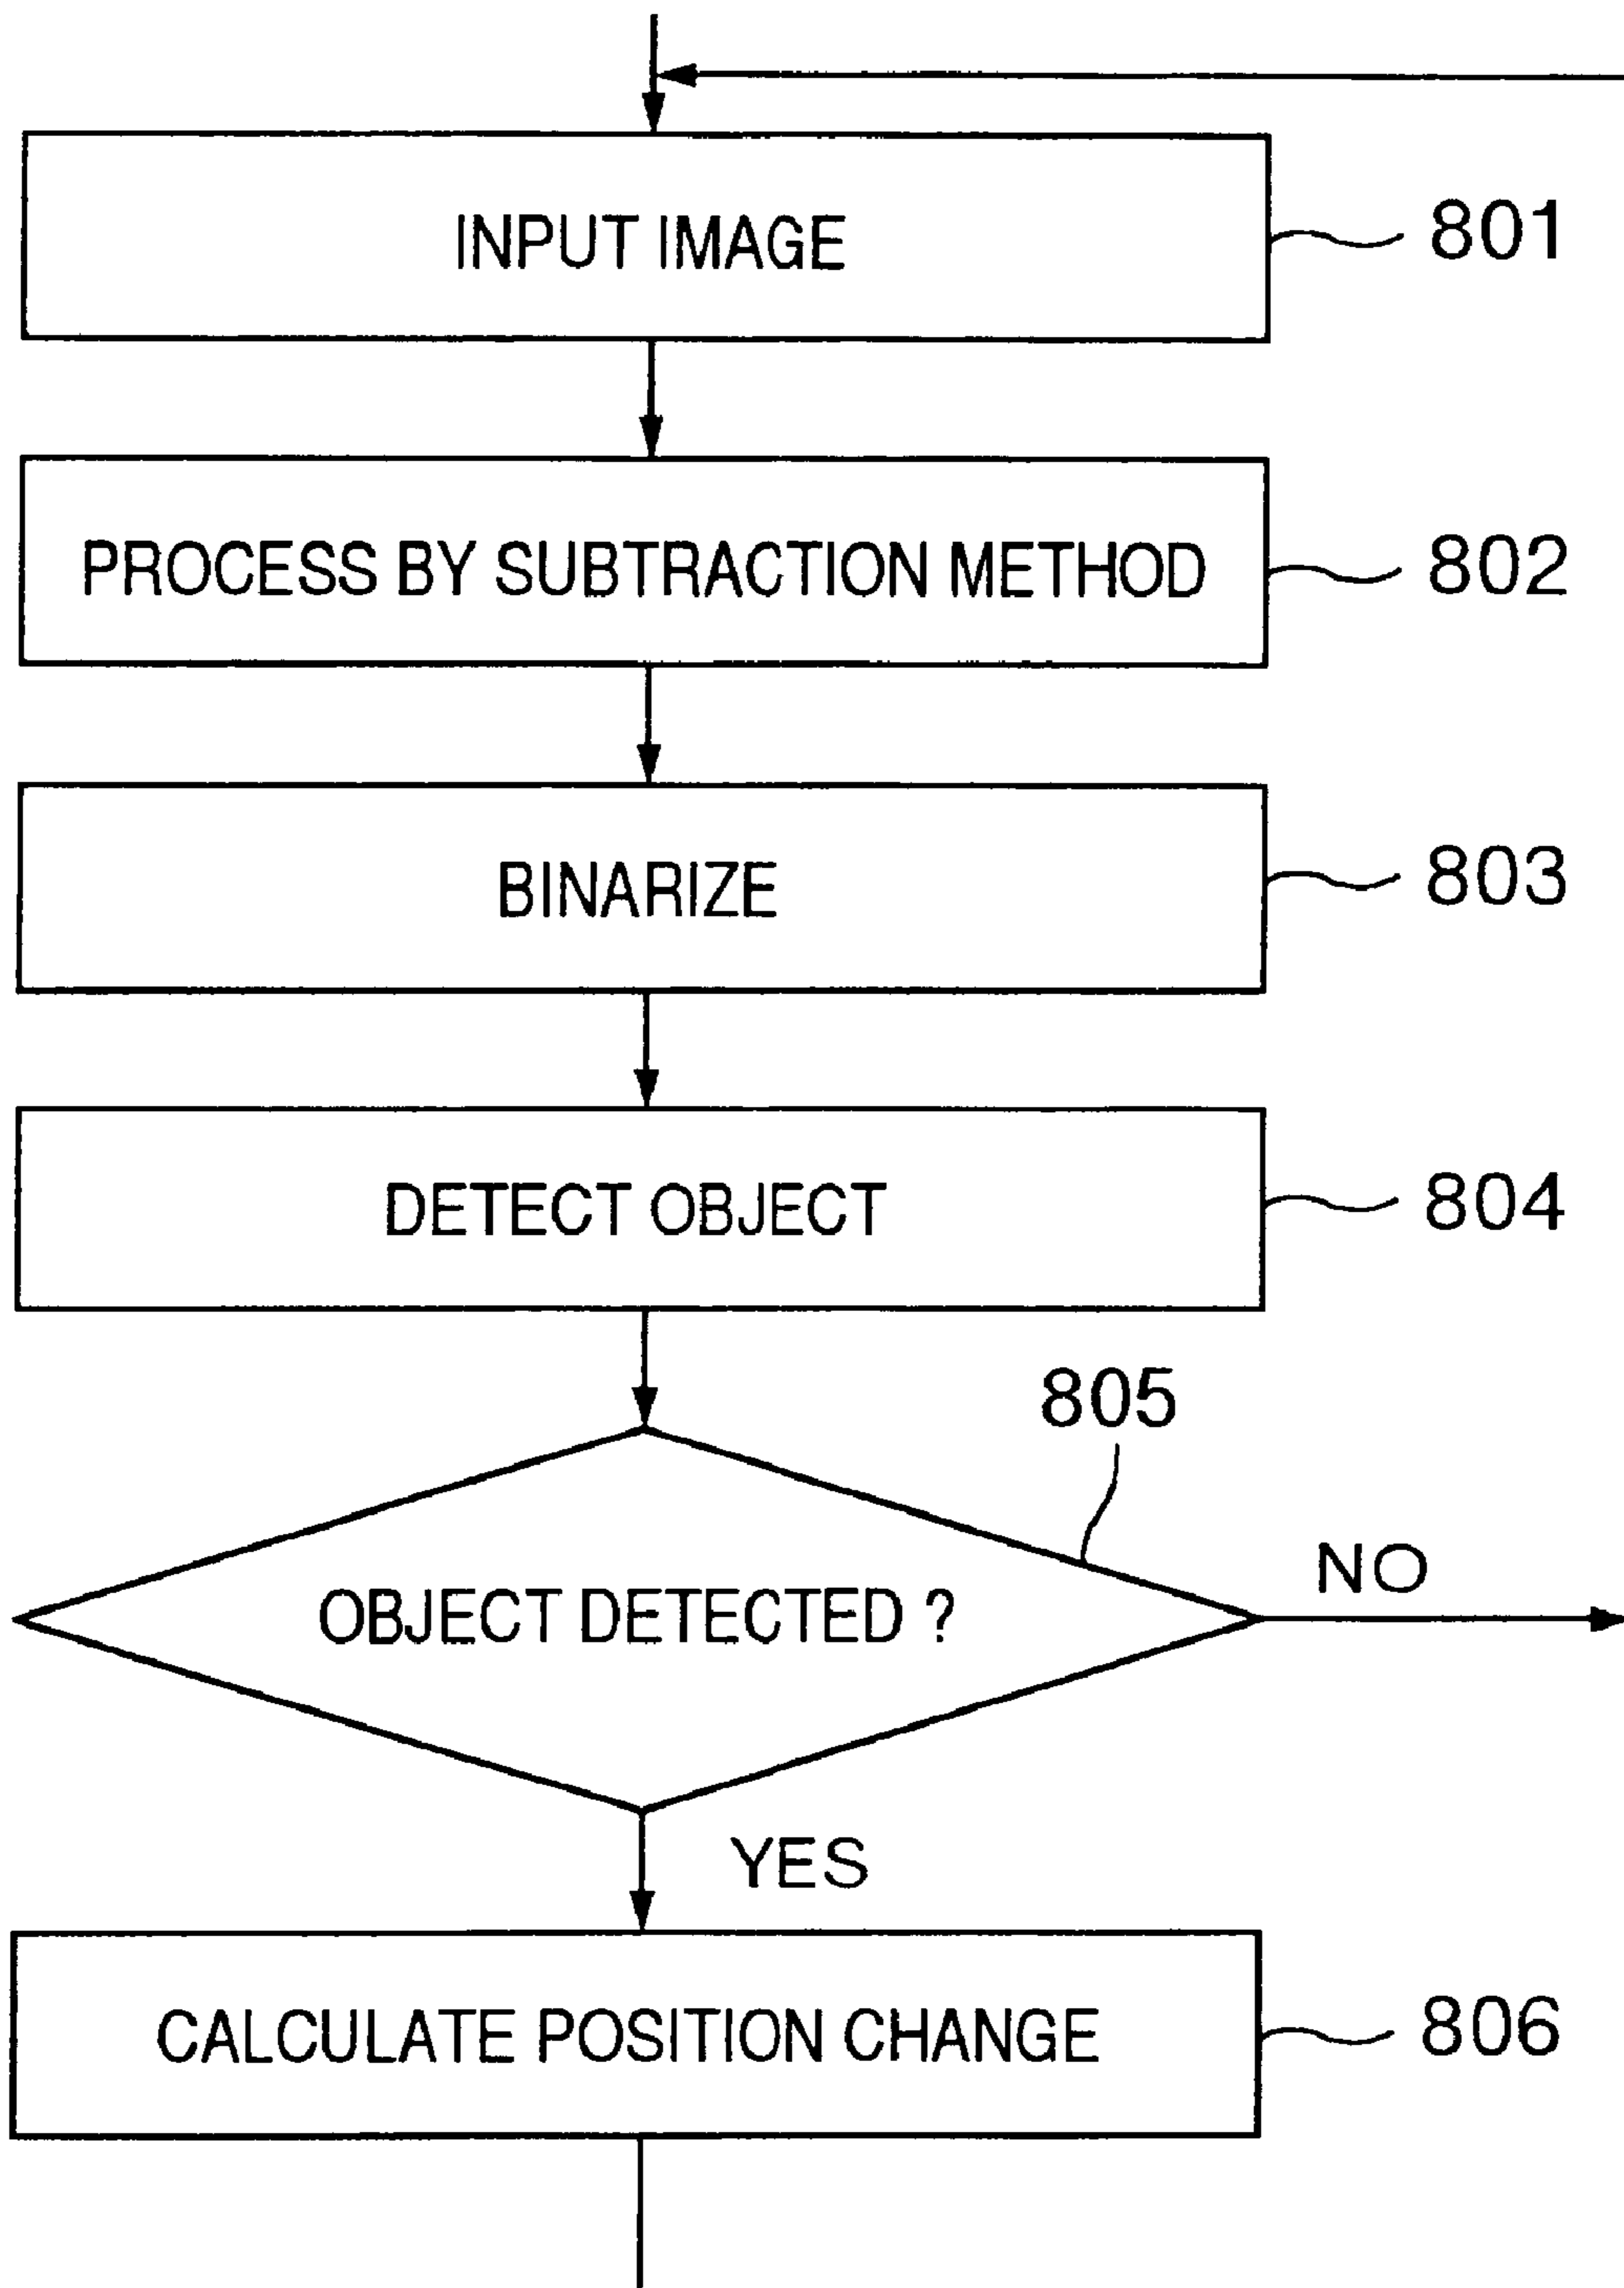 INPUT IMAGE
801
PROCESS BY SUBTRACTION METHOD
802
BINARIZE
803
DETECT OBJECT
804
805
OBJECT DETECTED ?
NO
YES
CALCULATE POSITION CHANGE
806